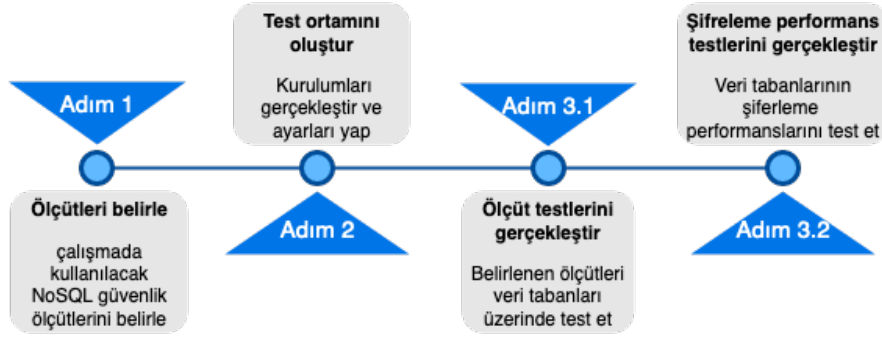 Adım 1
Ölçütleri belirle
çalışmada
kullanılacak
NoSQL güvenlik
ölçütlerini belirle
Test ortamını
oluştur
Kurulumları
gerçekleştir ve
ayarları yap
Adım 2
Adım 3.1
Ölçüt testlerini
gerçekleştir
Belirlenen ölçütleri
veri tabanları
üzerinde test et
Şifreleme performans
testlerini gerçekleştir
Veri tabanlarının
şiferleme
performanslarını test et
Adım 3.2